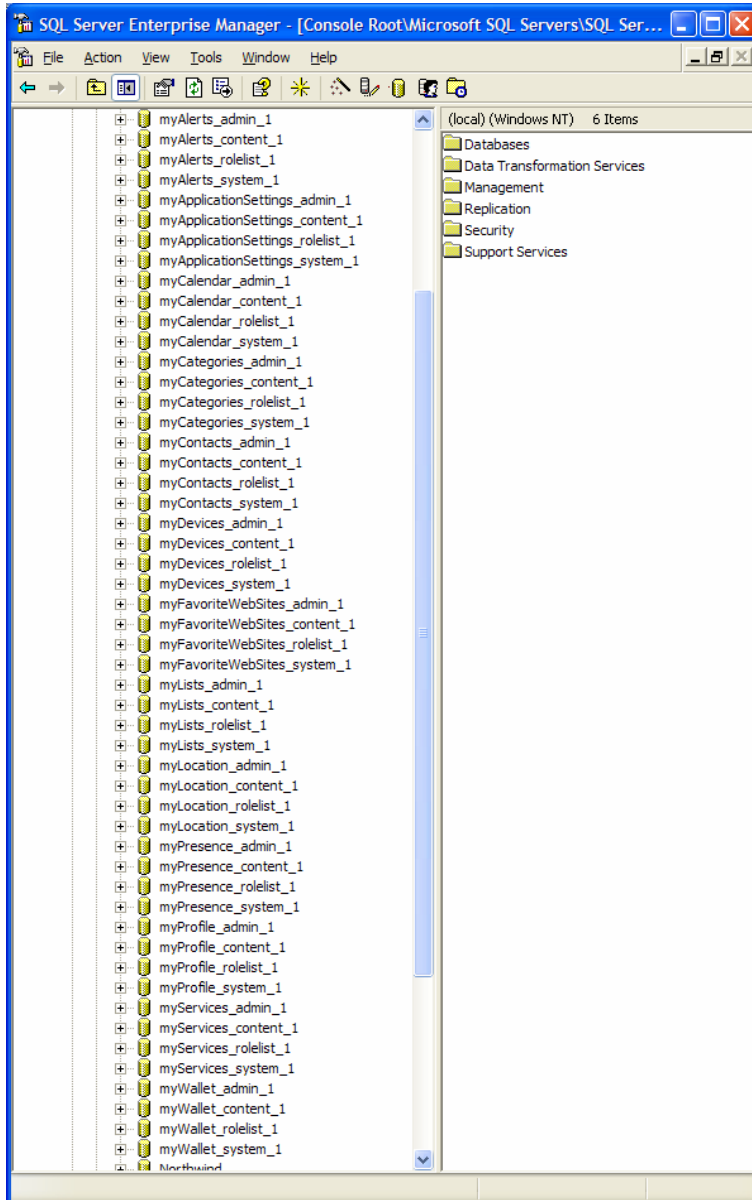 SQL Server Enterprise Manager - [Console Root\Microsoft SQL Servers\SQL Ser...
File Action View Tools Window Help
myAlerts_admin_1
myAlerts_content_1
myAlerts_rolelist_1
myAlerts_system_1
myApplicationSettings_admin_1
myApplicationSettings_content_1
myApplicationSettings_rolelist_1
myApplicationSettings_system_1
myCalendar_admin_1
myCalendar_content_1
myCalendar_rolelist_1
myCalendar_system_1
myCategories_admin_1
myCategories_content_1
myCategories_rolelist_1
myCategories_system_1
myContacts_admin_1
myContacts_content_1
myContacts_rolelist_1
myContacts_system_1
myDevices_admin_1
myDevices_content_1
myDevices_rolelist_1
myDevices_system_1
myFavoriteWebSites_admin_1
myFavoriteWebSites_content_1
myFavoriteWebSites_rolelist_1
myFavoriteWebSites_system_1
myLists_admin_1
myLists_content_1
myLists_rolelist_1
myLists_system_1
myLocation_admin_1
myLocation_content_1
myLocation_rolelist_1
myLocation_system_1
myPresence_admin_1
myPresence_content_1
myPresence_rolelist_1
myPresence_system_1
myProfile_admin_1
myProfile_content_1
myProfile_rolelist_1
myProfile_system_1
myServices_admin_1
myServices_content_1
myServices_rolelist_1
myServices_system_1
myWallet_admin_1
myWallet_content_1
myWallet_rolelist_1
myWallet_system_1
Northwind
(local) (Windows NT) 6 Items
Databases
Data Transformation Services
Management
Replication
Security
Support Services